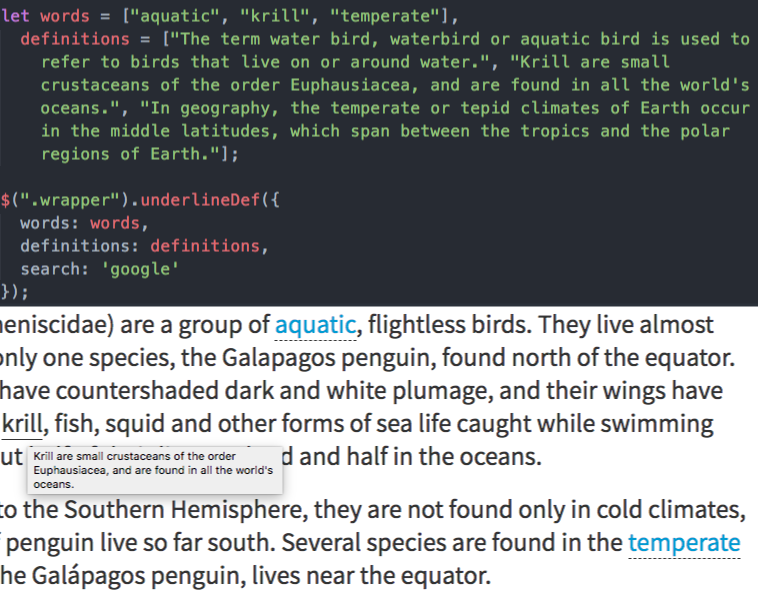 let words = ["aquatic", "krill", "temperate"],
definitions = ["The term water bird, waterbird or aquatic bird is used to
refer to birds that live on or around water.", "Krill are small
crustaceans of the order Euphausiacea, and are found in all the world's
oceans.", "In geography, the temperate or tepid climates of Earth occur
in the middle latitudes, which span between the tropics and the polar
regions of Earth."];
$(".wrapper").underlineDef({
words: words,
definitions: definitions,
search: 'google'
});
eniscidae) are a group of aquatic, flightless birds. They live almost
only one species, the Galapagos penguin, found north of the equator.
have countershaded dark and white plumage, and their wings have
krill, fish, squid and other forms of sea life caught while swimming
ut d and half in the oceans.
Krill are small crustaceans of the order
Euphausiacea, and are found in all the world's
oceans.
to the Southern Hemisphere, they are not found only in cold climates,
penguin live so far south. Several species are found in the temperate
he Galápagos penguin, lives near the equator.